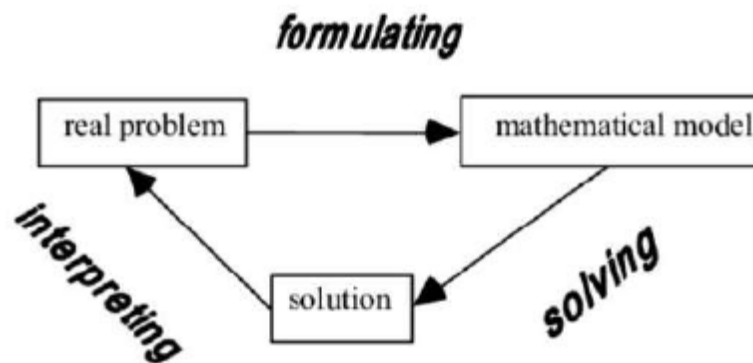 formulating
real problem
mathematical model
interpreting
solution
solving